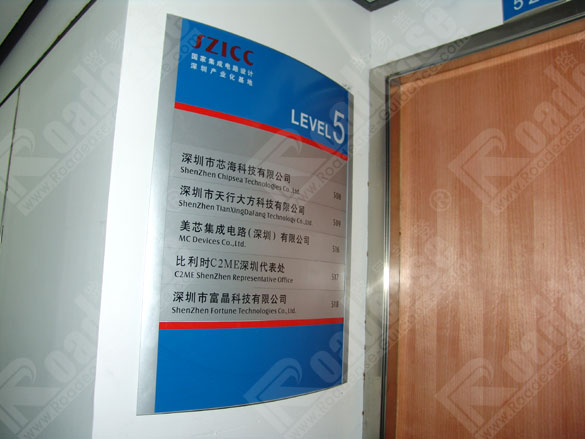 SZICC
国家集成电路设计
深圳产业化基地
LEVEL 5
深圳市芯海科技有限公司 508
ShenZhen Chipsea Technologies Co. Ltd.
深圳市天行大方科技有限公司 509
ShenZhen TianXingDaFang Technology Co., Ltd.
美芯集成电路(深圳)有限公司 516
MC Devices Co., Ltd.
比利时C2ME深圳代表处 517
C2ME ShenZhen Representative Office
深圳市富晶科技有限公司 518
ShenZhen Fortune Technologies Co., Ltd.